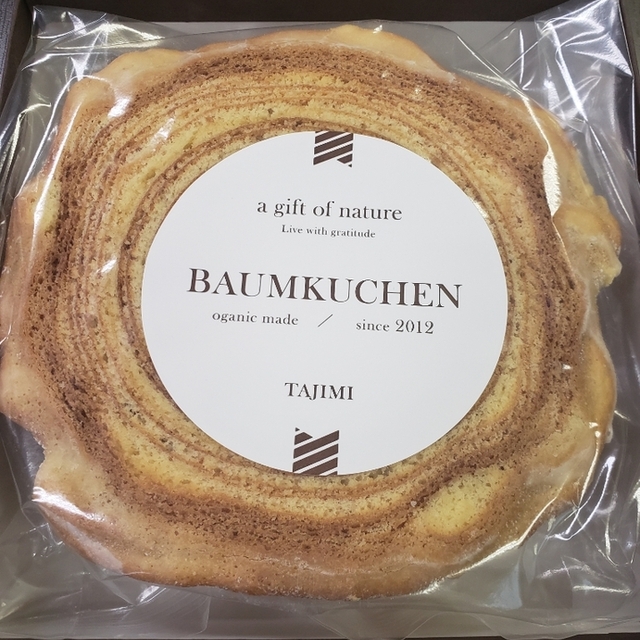 a gift of nature
Live with gratitude
BAUMKUCHEN
oganic made / since 2012
TAJIMI